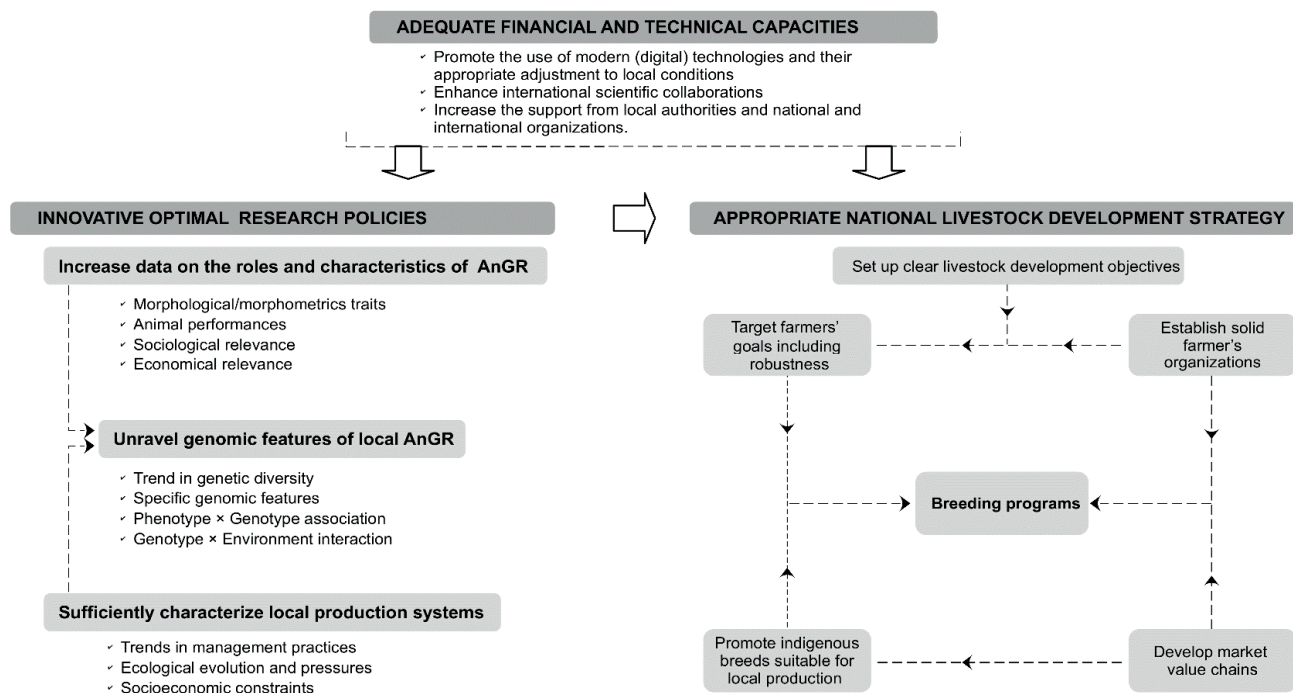 ADEQUATE FINANCIAL AND TECHNICAL CAPACITIES
✓ Promote the use of modern (digital) technologies and their
appropriate adjustment to local conditions
✓ Enhance international scientific collaborations
✓ Increase the support from local authorities and national and
international organizations.
INNOVATIVE OPTIMAL RESEARCH POLICIES
Increase data on the roles and characteristics of AnGR
✓ Morphological/morphometrics traits
✓ Animal performances
✓ Sociological relevance
✓ Economical relevance
Unravel genomic features of local AnGR
✓ Trend in genetic diversity
✓ Specific genomic features
✓ Phenotype × Genotype association
✓ Genotype × Environment interaction
Sufficiently characterize local production systems
✓ Trends in management practices
✓ Ecological evolution and pressures
✓ Socioeconomic constraints
APPROPRIATE NATIONAL LIVESTOCK DEVELOPMENT STRATEGY
Set up clear livestock development objectives
Target farmers'
goals including
robustness
Establish solid
farmer's
organizations
Breeding programs
Promote indigenous
breeds suitable for
local production
Develop market
value chains